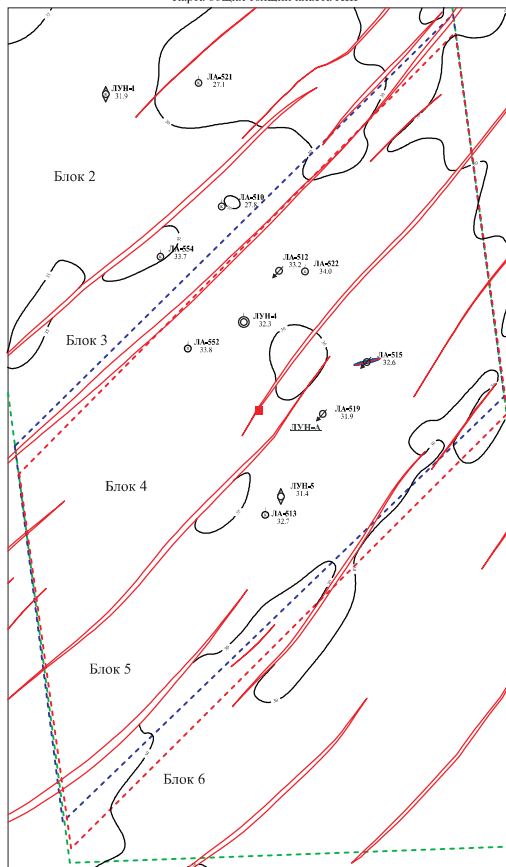 ЛУН-1
31.9
ЛА-521
27.1
Блок 2
ЛА-510
27.8
ЛА-554
33.7
ЛА-512
33.2
ЛА-522
34.0
ЛУН-4
32.3
Блок 3
ЛА-552
33.8
ЛА-515
32.6
ЛА-519
31.9
ЛУН-А
Блок 4
ЛУН-5
31.4
ЛА-513
32.7
Блок 5
Блок 6